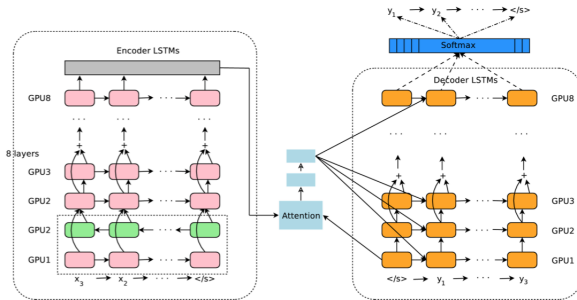 y1 y2 ... </s>
Softmax
Encoder LSTMs
Decoder LSTMs
GPU8
GPU8
...
...
...
...
...
...
...
8 layers
+ + +
+ +
GPU3
GPU3
GPU2
GPU2
GPU2
GPU2
Attention
GPU1
GPU1
x3 x2 ... </s>
</s> y1 ... y3